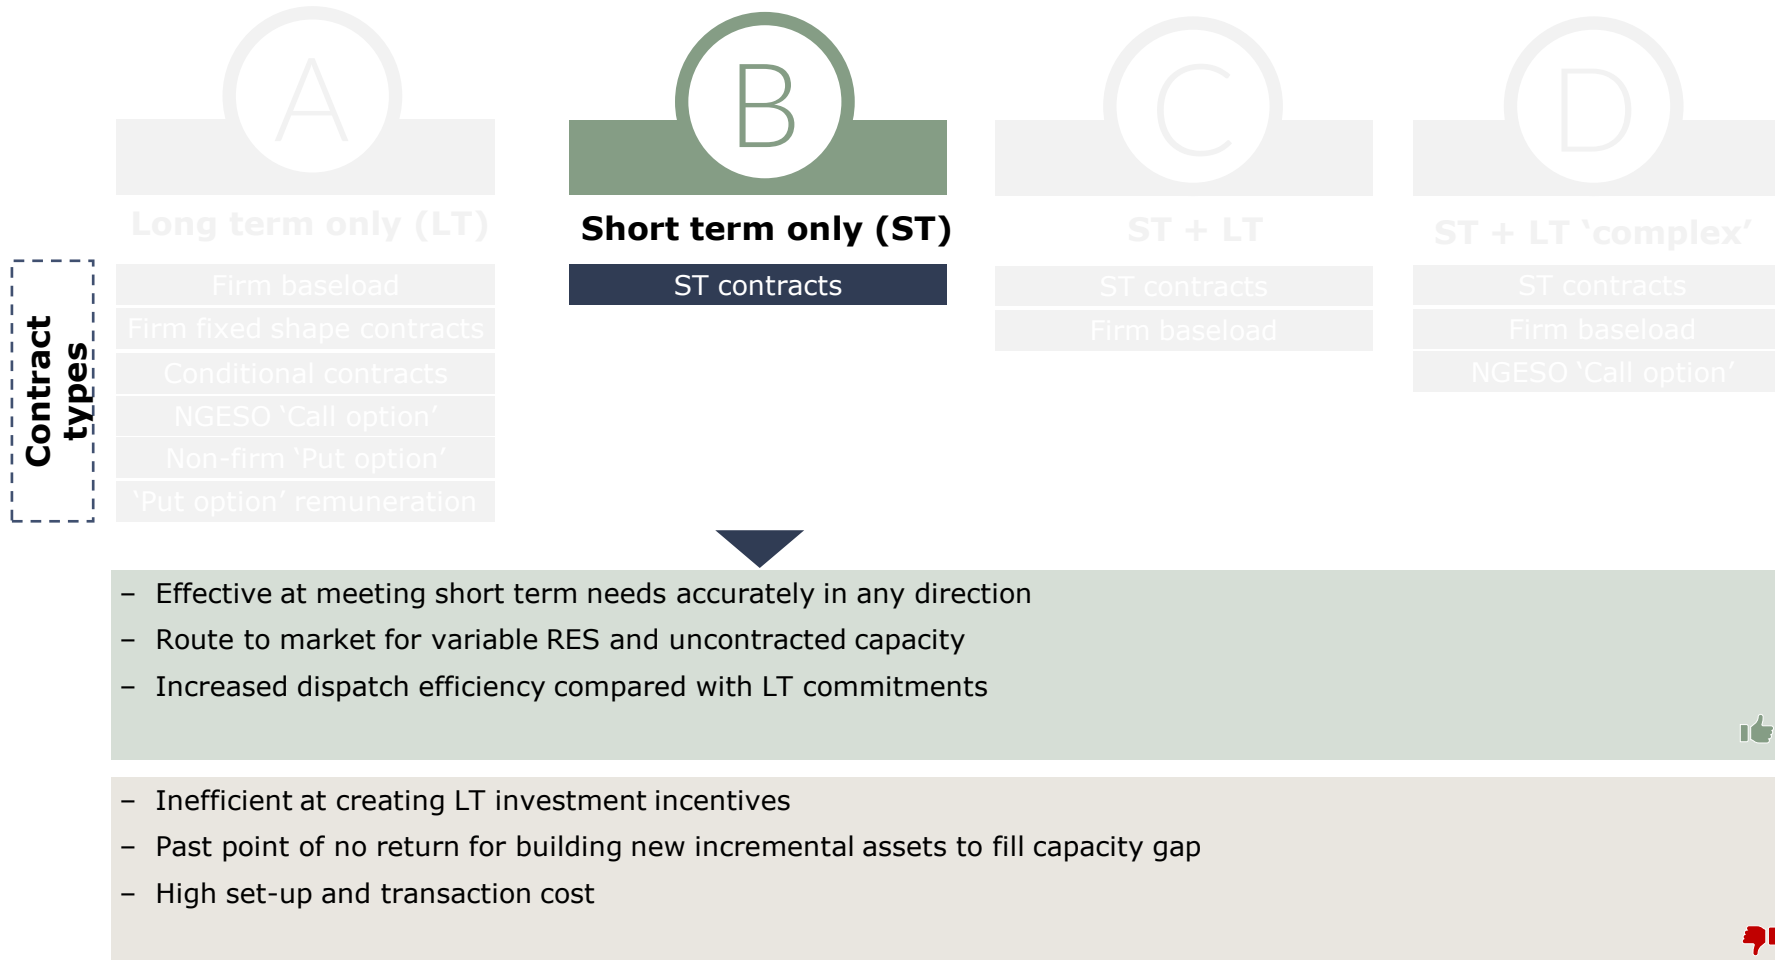 A
B
C
D
Long term only (LT)
Short term only (ST)
ST + LT
ST + LT ‘complex’
Contract
types
Firm baseload
Firm fixed shape contracts
Conditional contracts
NGESO ‘Call option’
Non-firm ‘Put option’
‘Put option’ remuneration
ST contracts
ST contracts
Firm baseload
ST contracts
Firm baseload
NGESO ‘Call option’
– Effective at meeting short term needs accurately in any direction
– Route to market for variable RES and uncontracted capacity
– Increased dispatch efficiency compared with LT commitments
– Inefficient at creating LT investment incentives
– Past point of no return for building new incremental assets to fill capacity gap
– High set-up and transaction cost